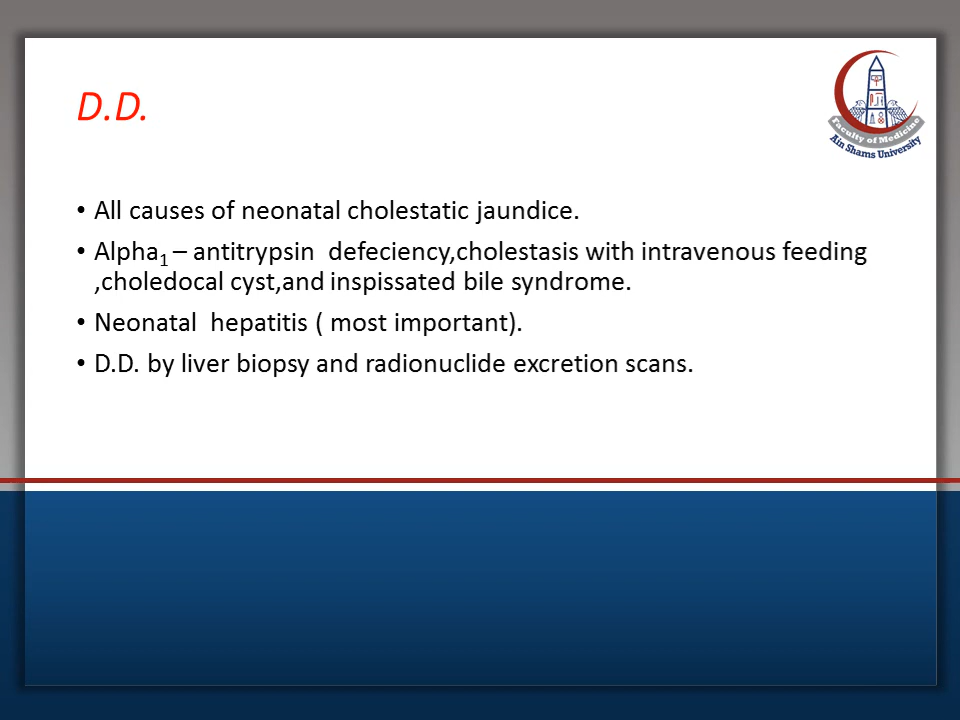 D.D.
Faculty of Medicine
Ain Shams University
• All causes of neonatal cholestatic jaundice.
• Alpha1 – antitrypsin  defeciency,cholestasis with intravenous feeding
,choledocal cyst,and inspissated bile syndrome.
• Neonatal  hepatitis ( most important).
• D.D. by liver biopsy and radionuclide excretion scans.